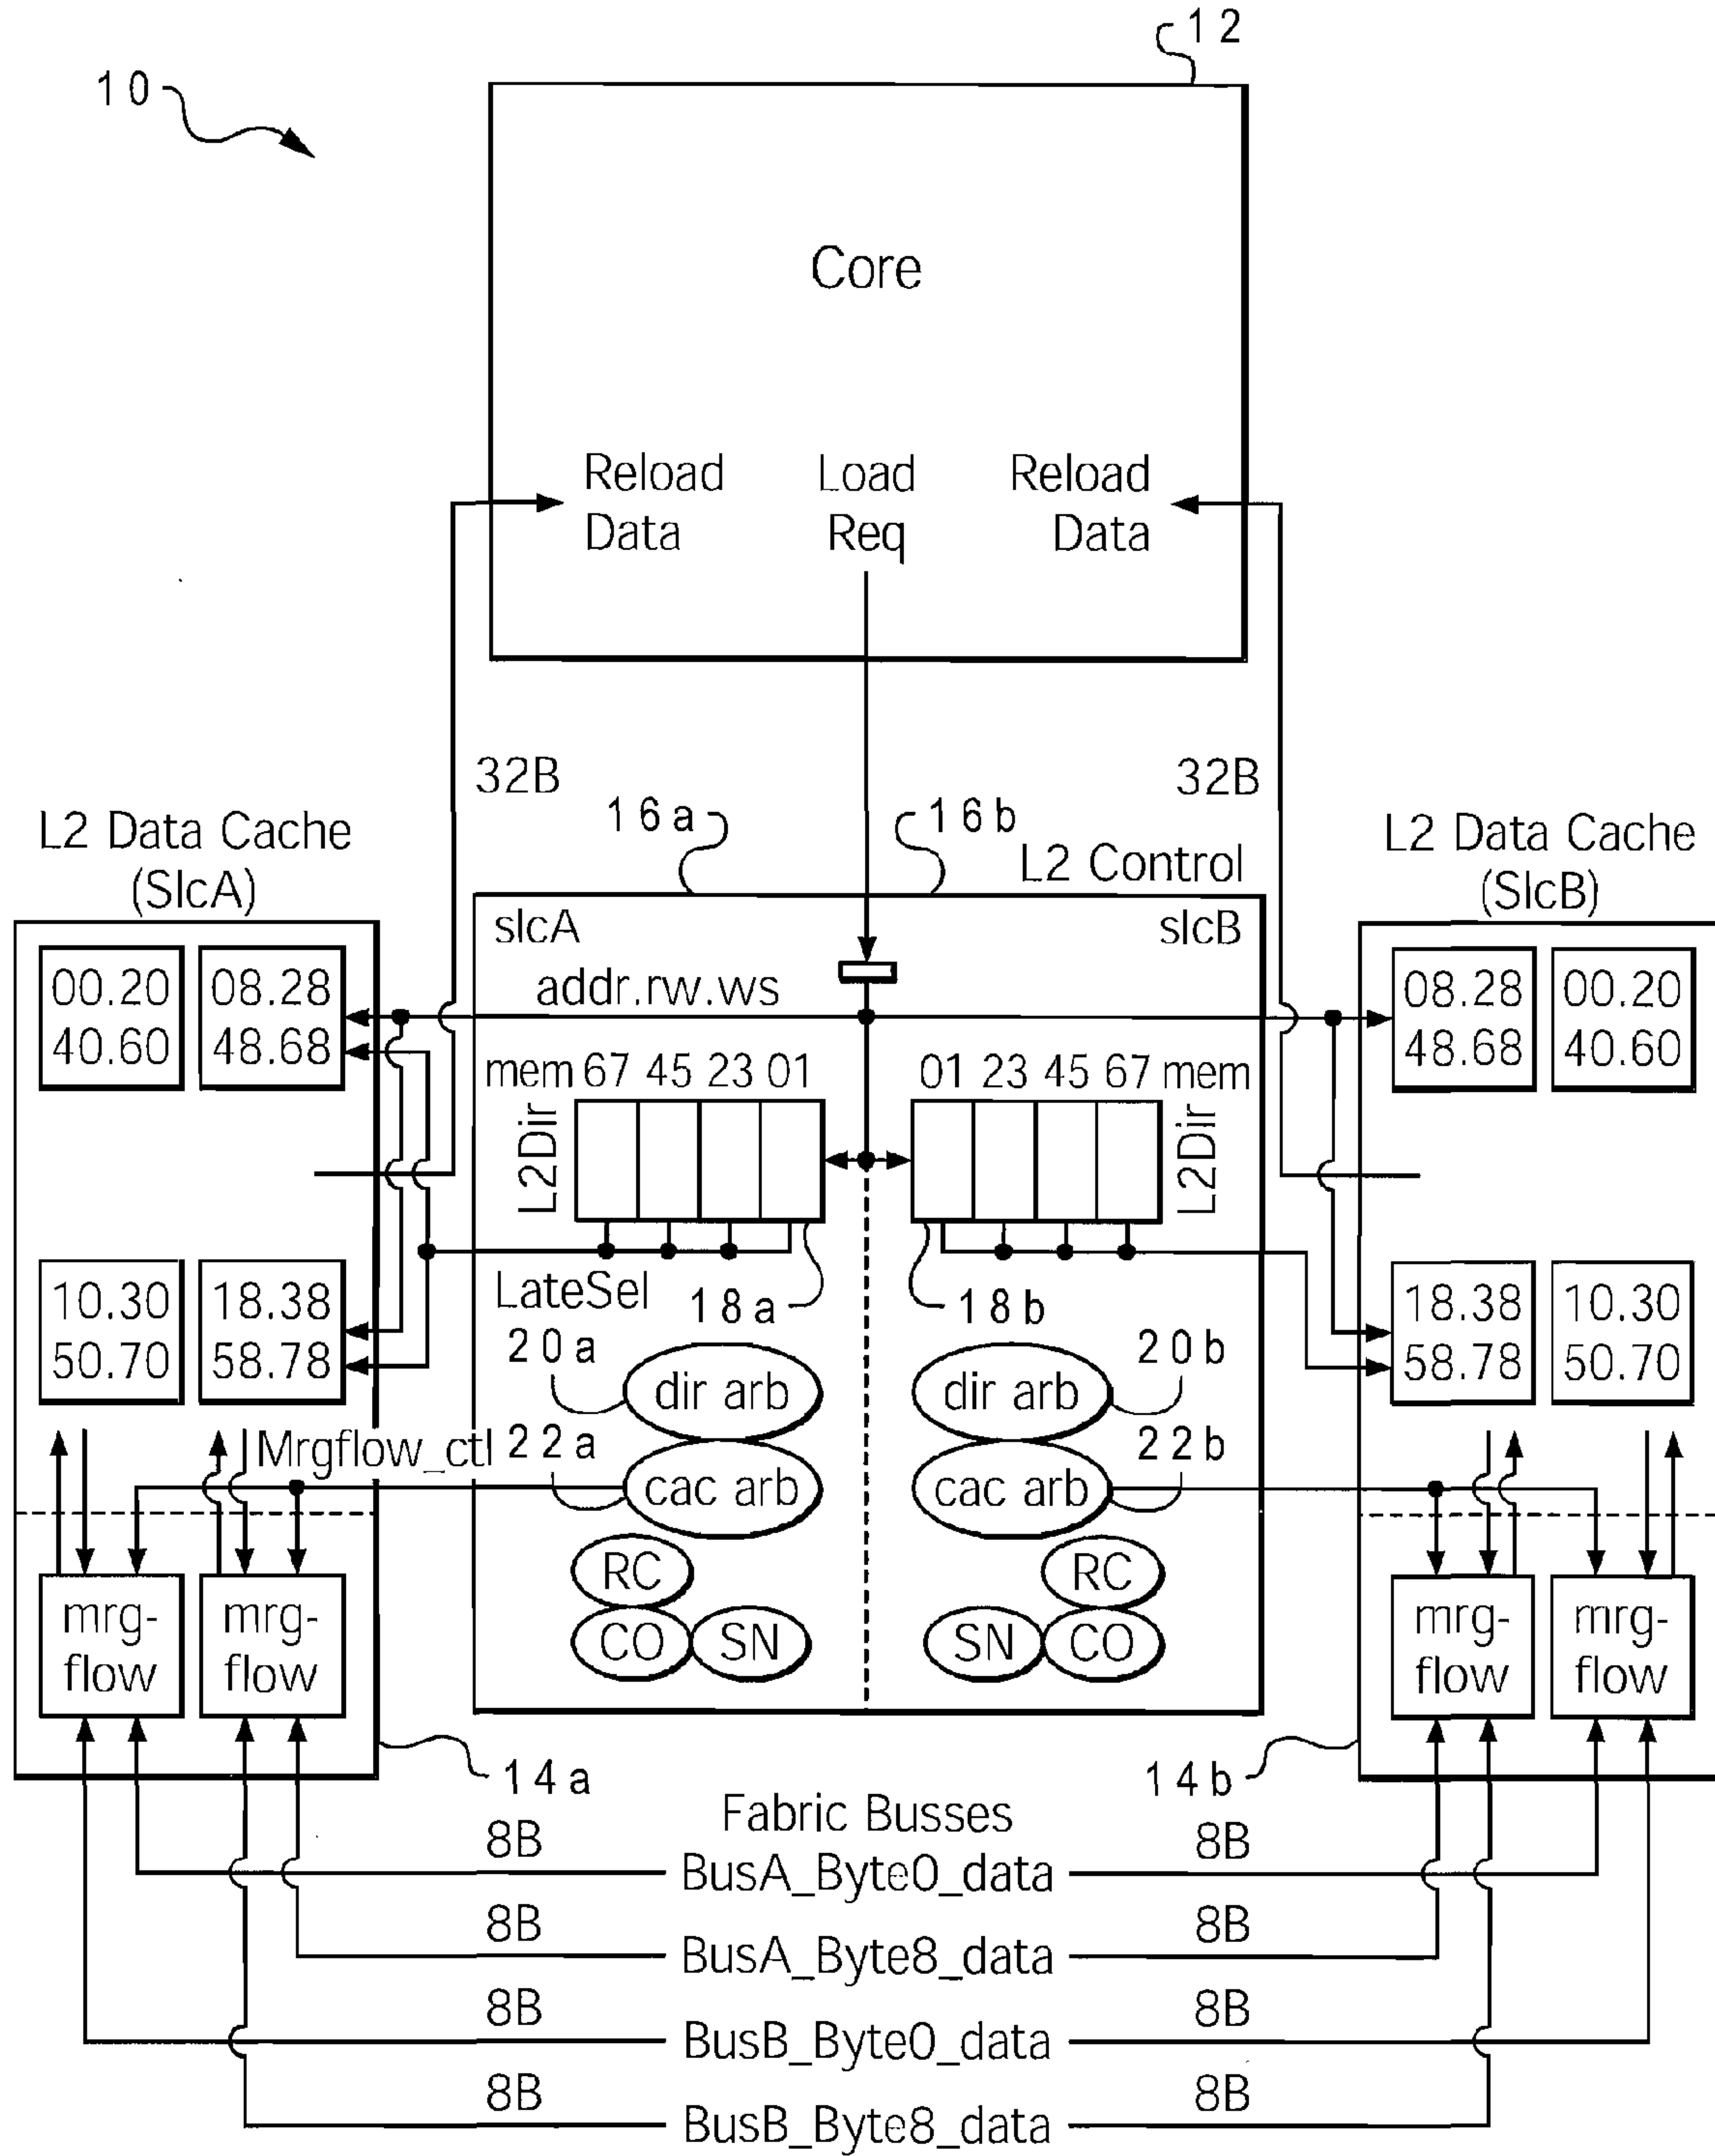 12
10
Core
Reload Load Reload
Data Req Data
32B 32B
16a 16b
L2 Data Cache
(SlcA)
L2 Control
L2 Data Cache
(SlcB)
slcA slcB
00.20 08.28
40.60 48.68
addr.rw.ws
08.28 00.20
48.68 40.60
mem 67 45 23 01 01 23 45 67 mem
L2Dir L2Dir
LateSel 18a 18b
10.30 18.38
50.70 58.78
18.38 10.30
58.78 50.70
20a dir arb dir arb 20b
Mrgflow_ctl 22a cac arb cac arb 22b
RC RC
CO SN SN CO
mrg-
flow
mrg-
flow
mrg-
flow
mrg-
flow
14a 14b
Fabric Busses
8B BusA_Byte0_data 8B
8B BusA_Byte8_data 8B
8B BusB_Byte0_data 8B
8B BusB_Byte8_data 8B